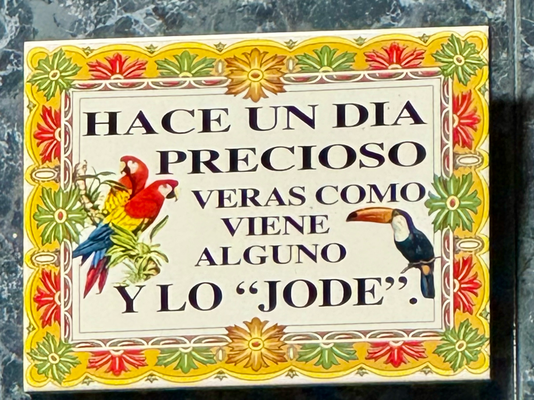 HACE UN DIA
PRECIOSO
VERAS COMO
VIENE
ALGUNO
Y LO “JODE”.